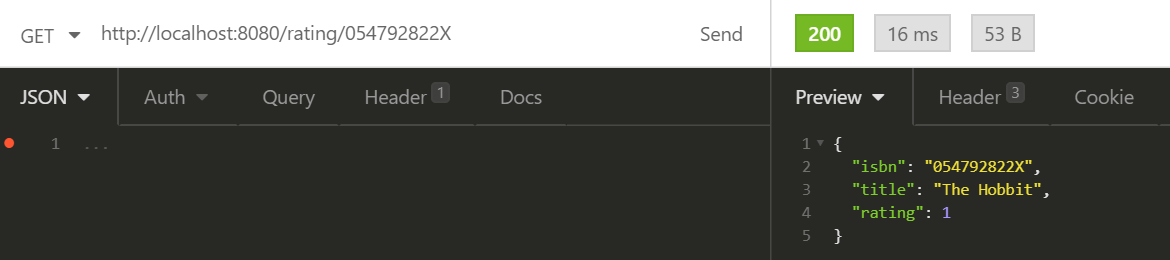 GET http://localhost:8080/rating/054792822X Send 200 16 ms 53 B
JSON Auth Query Header 1 Docs Preview Header 3 Cookie
1 ...
1 {
2 "isbn": "054792822X",
3 "title": "The Hobbit",
4 "rating": 1
5 }